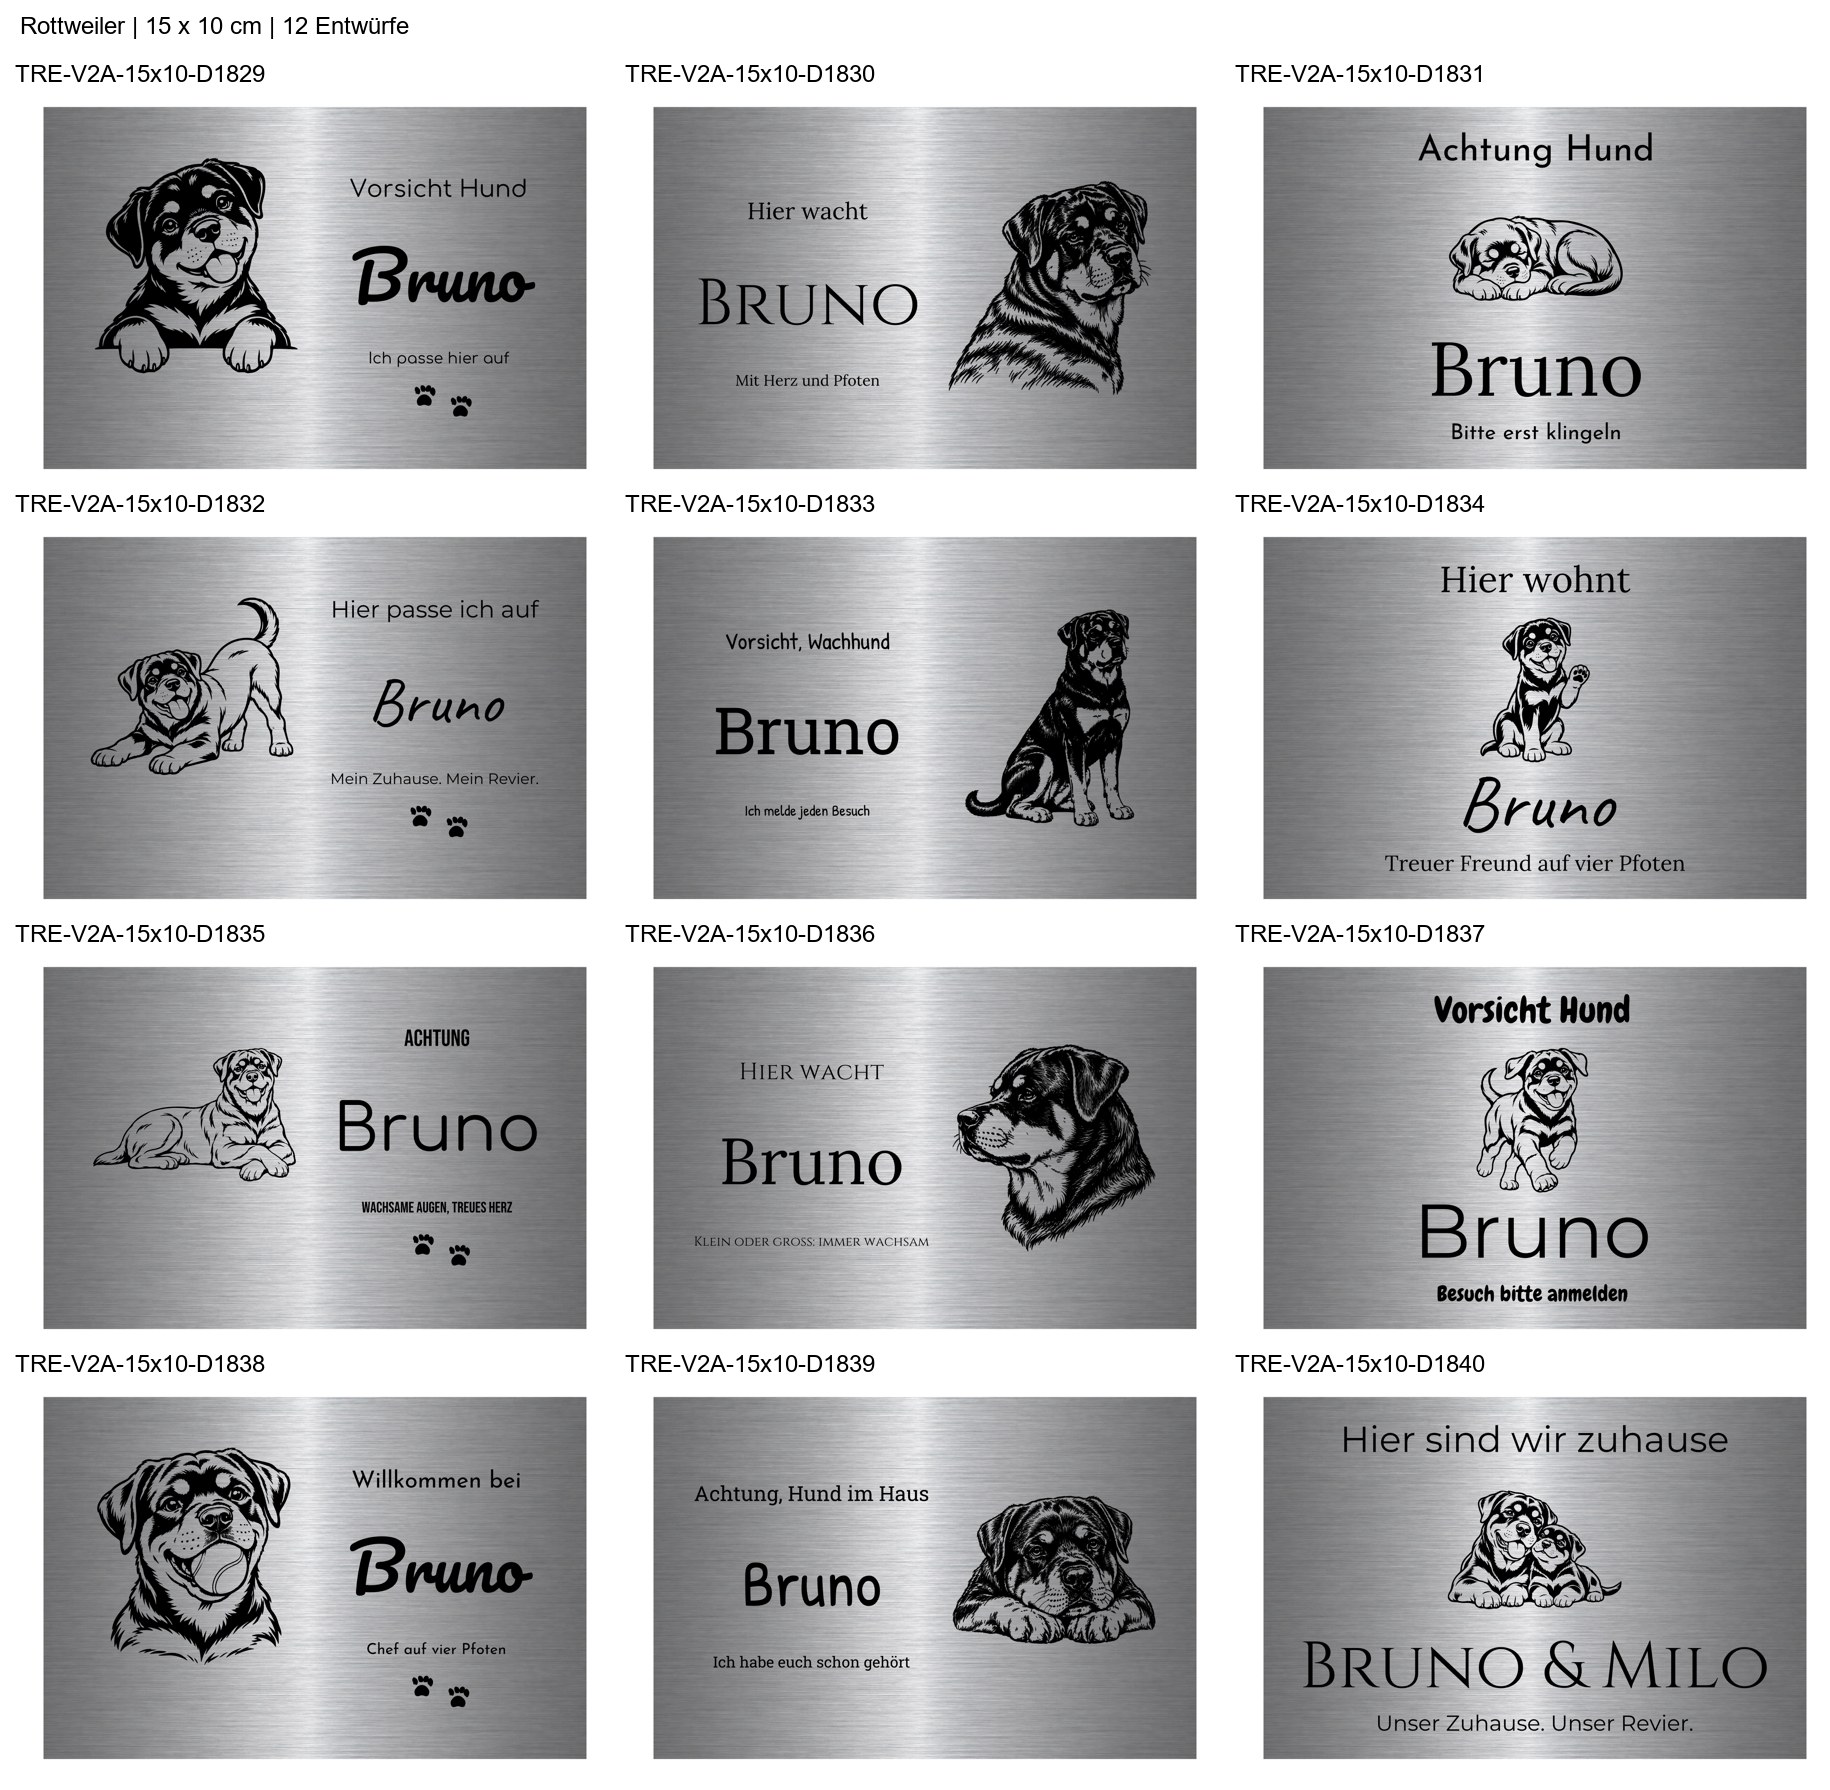 Rottweiler | 15 x 10 cm | 12 Entwürfe
TRE-V2A-15x10-D1829
Vorsicht Hund
Bruno
Ich passe hier auf
TRE-V2A-15x10-D1830
Hier wacht
BRUNO
Mit Herz und Pfoten
TRE-V2A-15x10-D1831
Achtung Hund
Bruno
Bitte erst klingeln
TRE-V2A-15x10-D1832
Hier passe ich auf
Bruno
Mein Zuhause. Mein Revier.
TRE-V2A-15x10-D1833
Vorsicht, Wachhund
Bruno
Ich melde jeden Besuch
TRE-V2A-15x10-D1834
Hier wohnt
Bruno
Treuer Freund auf vier Pfoten
TRE-V2A-15x10-D1835
ACHTUNG
Bruno
WACHSAME AUGEN, TREUES HERZ
TRE-V2A-15x10-D1836
HIER WACHT
Bruno
KLEIN ODER GROSS: IMMER WACHSAM
TRE-V2A-15x10-D1837
Vorsicht Hund
Bruno
Besuch bitte anmelden
TRE-V2A-15x10-D1838
Willkommen bei
Bruno
Chef auf vier Pfoten
TRE-V2A-15x10-D1839
Achtung, Hund im Haus
Bruno
Ich habe euch schon gehört
TRE-V2A-15x10-D1840
Hier sind wir zuhause
BRUNO & MILO
Unser Zuhause. Unser Revier.